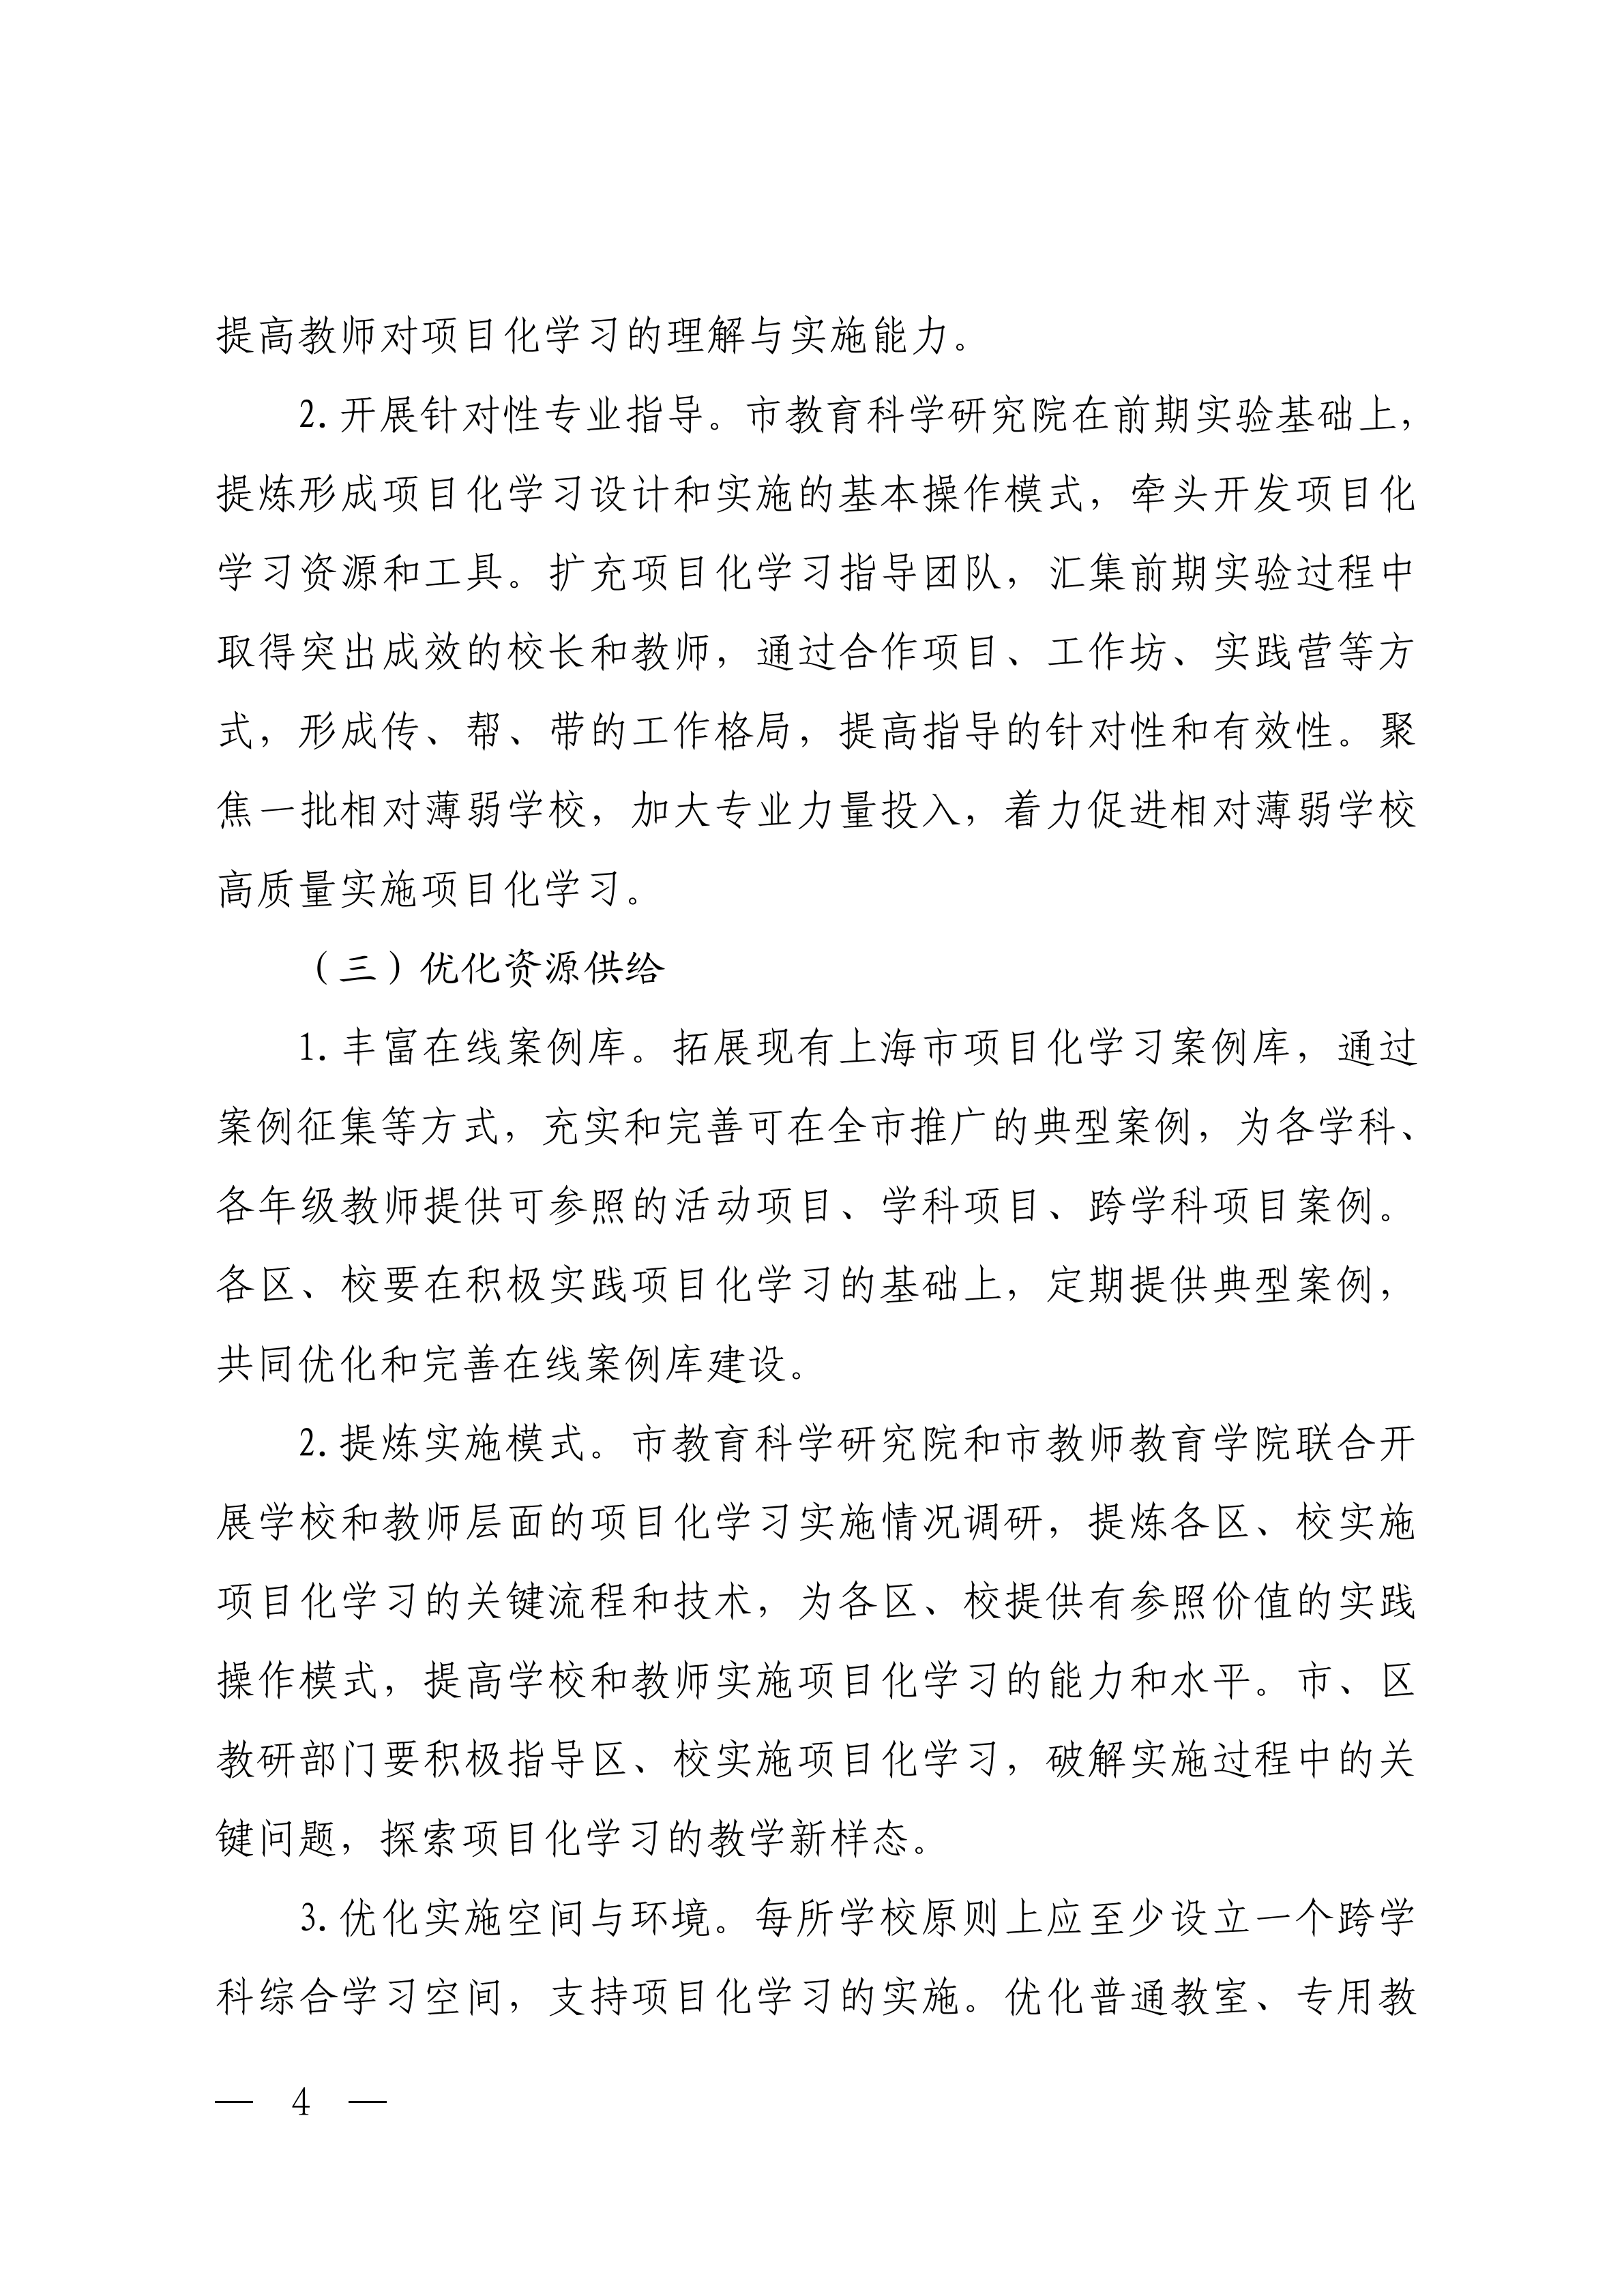 提高教师对项目化学习的理解与实施能力。
2.开展针对性专业指导。市教育科学研究院在前期实验基础上，
提炼形成项目化学习设计和实施的基本操作模式，牵头开发项目化
学习资源和工具。扩充项目化学习指导团队，汇集前期实验过程中
取得突出成效的校长和教师，通过合作项目、工作坊、实践营等方
式，形成传、帮、带的工作格局，提高指导的针对性和有效性。聚
焦一批相对薄弱学校，加大专业力量投入，着力促进相对薄弱学校
高质量实施项目化学习。
（三）优化资源供给
1.丰富在线案例库。拓展现有上海市项目化学习案例库，通过
案例征集等方式，充实和完善可在全市推广的典型案例，为各学科、
各年级教师提供可参照的活动项目、学科项目、跨学科项目案例。
各区、校要在积极实践项目化学习的基础上，定期提供典型案例，
共同优化和完善在线案例库建设。
2.提炼实施模式。市教育科学研究院和市教师教育学院联合开
展学校和教师层面的项目化学习实施情况调研，提炼各区、校实施
项目化学习的关键流程和技术，为各区、校提供有参照价值的实践
操作模式，提高学校和教师实施项目化学习的能力和水平。市、区
教研部门要积极指导区、校实施项目化学习，破解实施过程中的关
键问题，探索项目化学习的教学新样态。
3.优化实施空间与环境。每所学校原则上应至少设立一个跨学
科综合学习空间，支持项目化学习的实施。优化普通教室、专用教
— 4 —